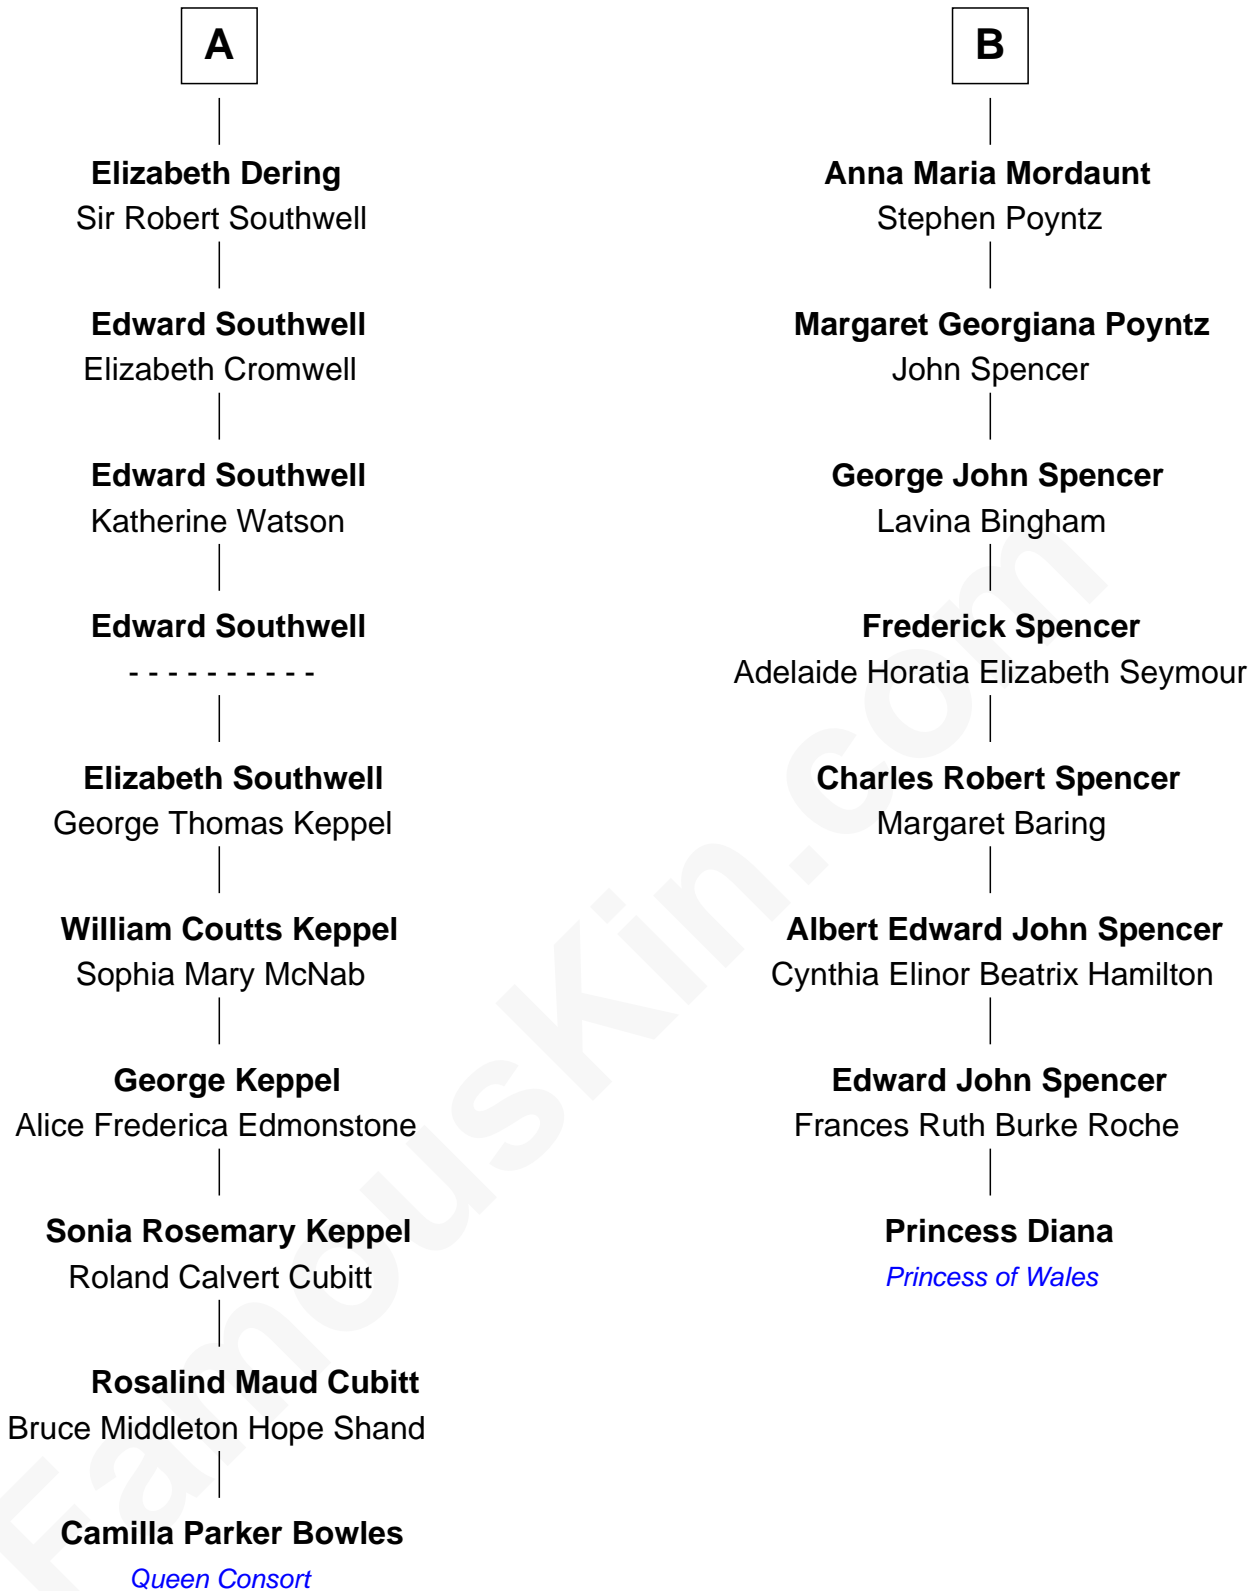 A
Elizabeth Dering
Sir Robert Southwell
Edward Southwell
Elizabeth Cromwell
Edward Southwell
Katherine Watson
Edward Southwell
- - - - - - - - - -
Elizabeth Southwell
George Thomas Keppel
William Coutts Keppel
Sophia Mary McNab
George Keppel
Alice Frederica Edmonstone
Sonia Rosemary Keppel
Roland Calvert Cubitt
Rosalind Maud Cubitt
Bruce Middleton Hope Shand
Camilla Parker Bowles
Queen Consort
B
Anna Maria Mordaunt
Stephen Poyntz
Margaret Georgiana Poyntz
John Spencer
George John Spencer
Lavina Bingham
Frederick Spencer
Adelaide Horatia Elizabeth Seymour
Charles Robert Spencer
Margaret Baring
Albert Edward John Spencer
Cynthia Elinor Beatrix Hamilton
Edward John Spencer
Frances Ruth Burke Roche
Princess Diana
Princess of Wales
FamousKin.com